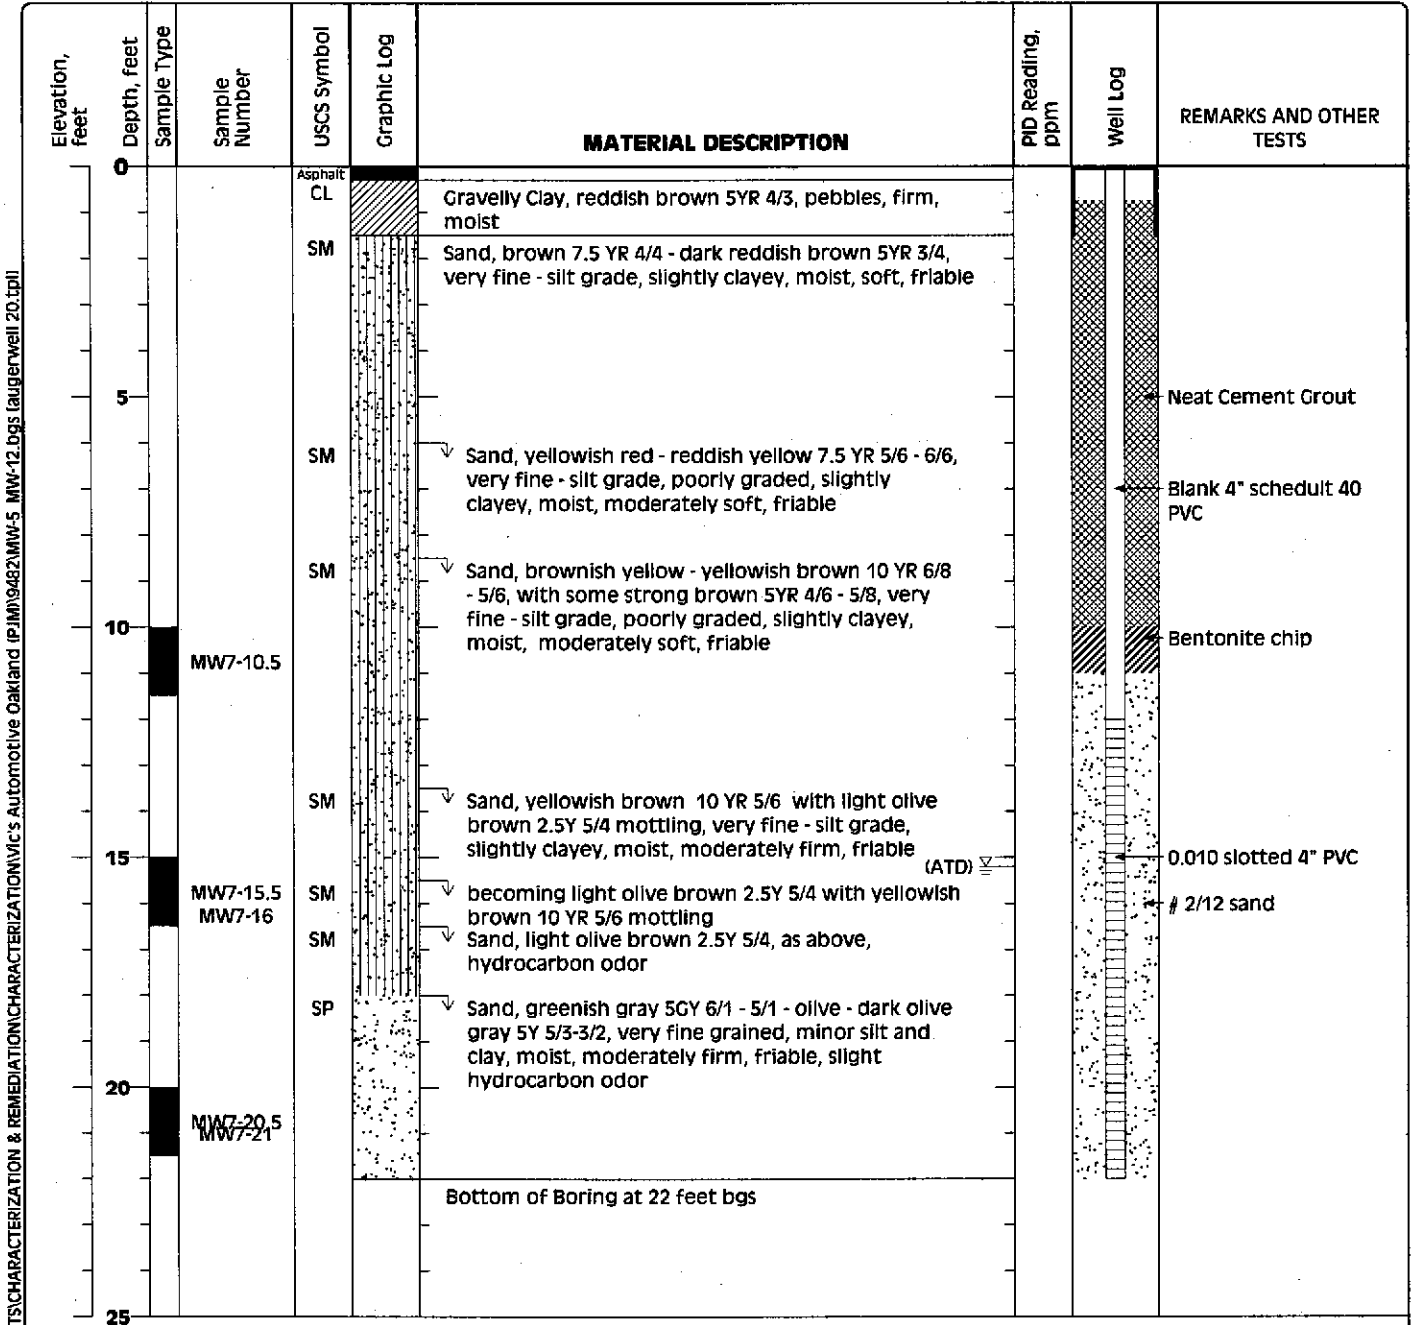 Elevation, feet
Depth, feet
Sample Type
Sample Number
USCS Symbol
Graphic Log
MATERIAL DESCRIPTION
PID Reading, ppm
Well Log
REMARKS AND OTHER
TESTS
0
Asphalt
CL
Gravelly Clay, reddish brown 5YR 4/3, pebbles, firm,
moist
SM
Sand, brown 7.5 YR 4/4 - dark reddish brown 5YR 3/4,
very fine - silt grade, slightly clayey, moist, soft, friable
5
Neat Cement Grout
SM
Sand, yellowish red - reddish yellow 7.5 YR 5/6 - 6/6,
very fine - silt grade, poorly graded, slightly
clayey, moist, moderately soft, friable
Blank 4" schedult 40
PVC
SM
Sand, brownish yellow - yellowish brown 10 YR 6/8
- 5/6, with some strong brown 5YR 4/6 - 5/8, very
fine - silt grade, poorly graded, slightly clayey,
moist, moderately soft, friable
10
MW7-10.5
Bentonite chip
SM
Sand, yellowish brown 10 YR 5/6 with light olive
brown 2.5Y 5/4 mottling, very fine - silt grade,
slightly clayey, moist, moderately firm, friable
(ATD)
15
0.010 slotted 4" PVC
MW7-15.5
MW7-16
SM
becoming light olive brown 2.5Y 5/4 with yellowish
brown 10 YR 5/6 mottling
# 2/12 sand
SM
Sand, light olive brown 2.5Y 5/4, as above,
hydrocarbon odor
SP
Sand, greenish gray 5GY 6/1 - 5/1 - olive - dark olive
gray 5Y 5/3-3/2, very fine grained, minor silt and
clay, moist, moderately firm, friable, slight
hydrocarbon odor
20
MW7-20.5
MW7-21
Bottom of Boring at 22 feet bgs
25
TS\CHARACTERIZATION & REMEDIATION\CHARACTERIZATION\Vic's Automotive Oakland (PJM)\9482\MW-5_MW-12.bgs [augerwell 20.tpl]